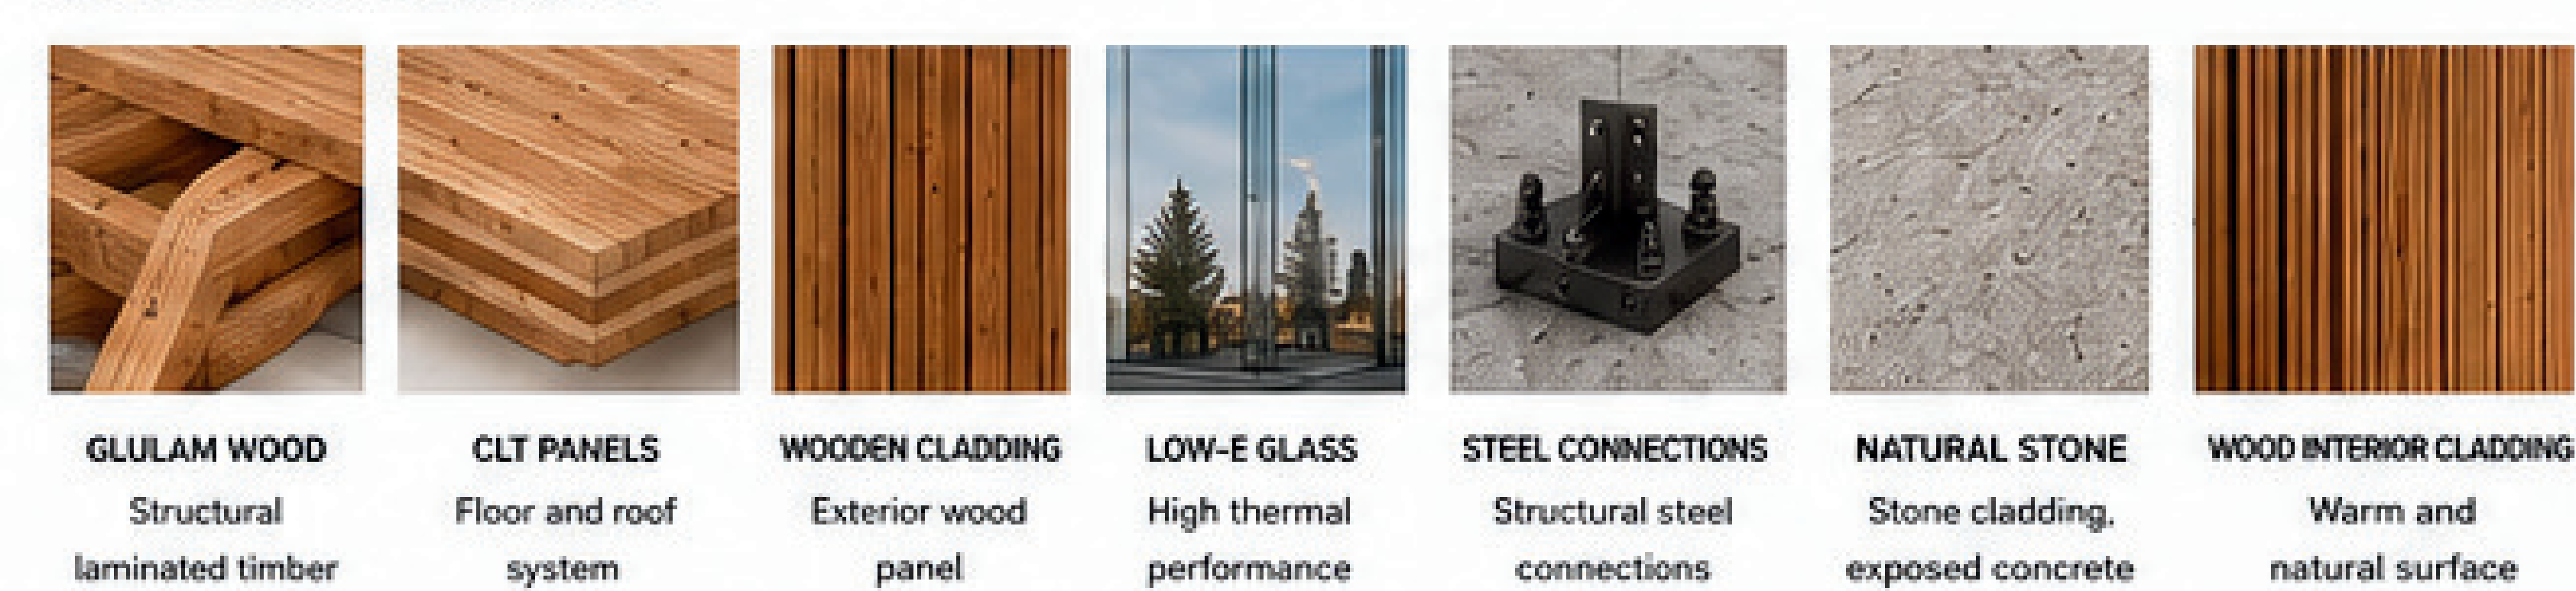 GLULAM WOOD
Structural
laminated timber
CLT PANELS
Floor and roof
system
WOODEN CLADDING
Exterior wood
panel
LOW-E GLASS
High thermal
performance
STEEL CONNECTIONS
Structural steel
connections
NATURAL STONE
Stone cladding,
exposed concrete
WOOD INTERIOR CLADDING
Warm and
natural surface